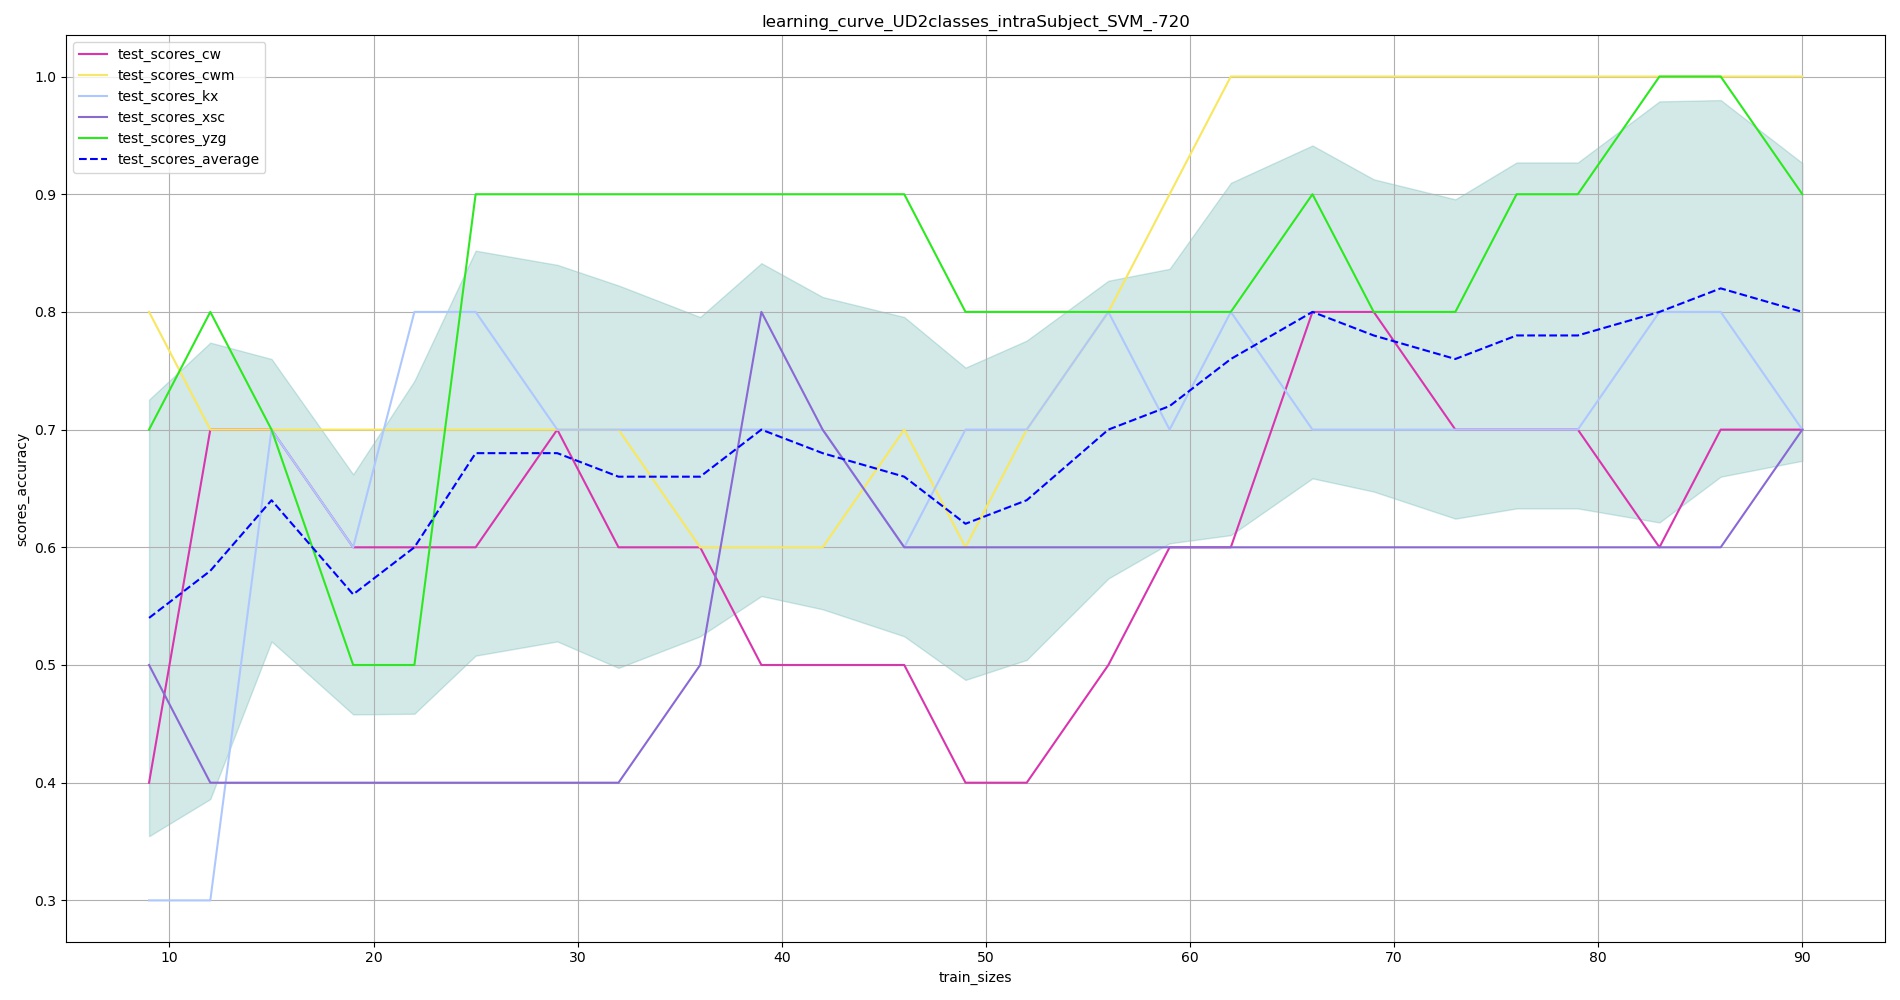 learning_curve_UD2classes_intraSubject_SVM_-720
test_scores_cw
test_scores_cwm
test_scores_kx
test_scores_xsc
test_scores_yzg
test_scores_average
scores_accuracy
1.0
0.9
0.8
0.7
0.6
0.5
0.4
0.3
10 20 30 40 50 60 70 80 90
train_sizes